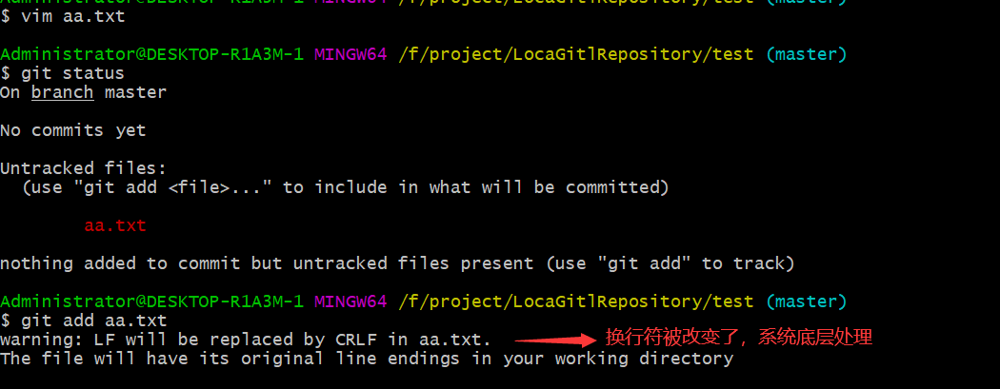 $ vim aa.txt
Administrator@DESKTOP-R1A3M-1 MINGW64 /f/project/LocaGitlRepository/test (master)
$ git status
On branch master
No commits yet
Untracked files:
(use "git add <file>..." to include in what will be committed)
aa.txt
nothing added to commit but untracked files present (use "git add" to track)
Administrator@DESKTOP-R1A3M-1 MINGW64 /f/project/LocaGitlRepository/test (master)
$ git add aa.txt
warning: LF will be replaced by CRLF in aa.txt. 换行符被改变了，系统底层处理
The file will have its original line endings in your working directory